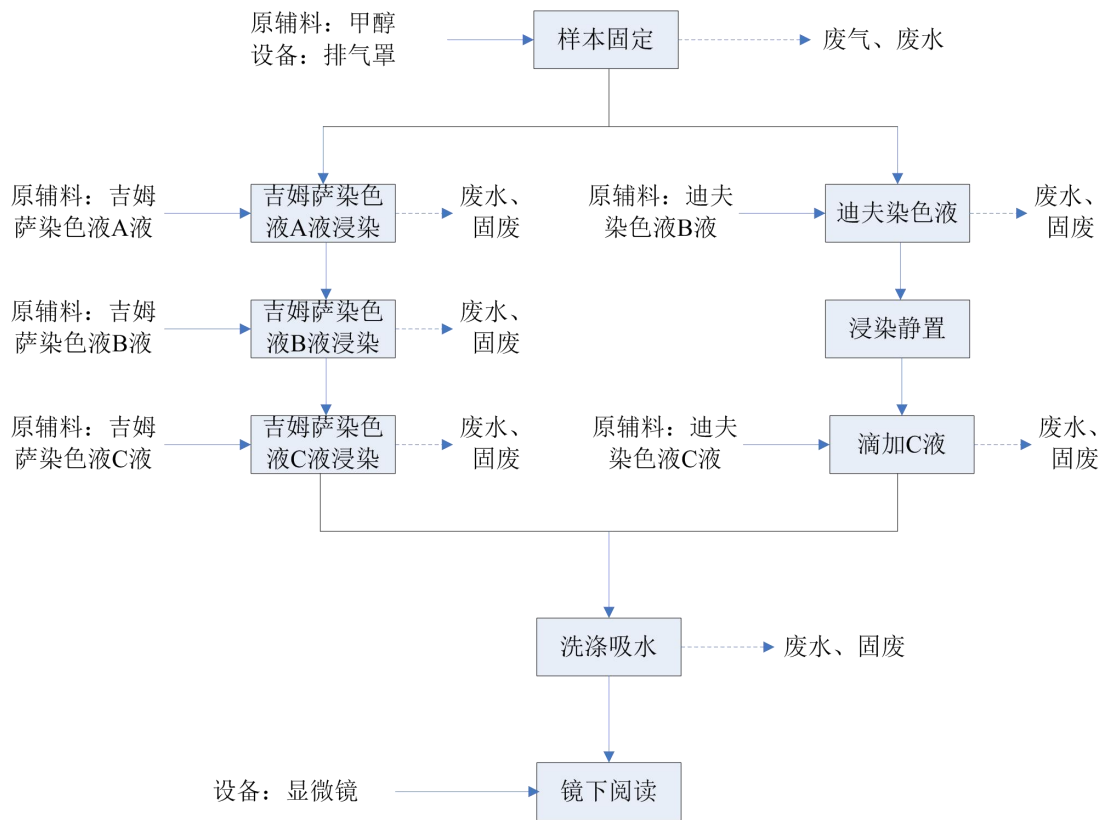 原辅料：甲醇
设备：排气罩
样本固定
废气、废水
原辅料：吉姆
萨染色液A液
吉姆萨染色
液A液浸染
废水、
固废
原辅料：迪夫
染色液B液
迪夫染色液
废水、
固废
原辅料：吉姆
萨染色液B液
吉姆萨染色
液B液浸染
废水、
固废
浸染静置
原辅料：吉姆
萨染色液C液
吉姆萨染色
液C液浸染
废水、
固废
原辅料：迪夫
染色液C液
滴加C液
废水、
固废
洗涤吸水
废水、固废
设备：显微镜
镜下阅读